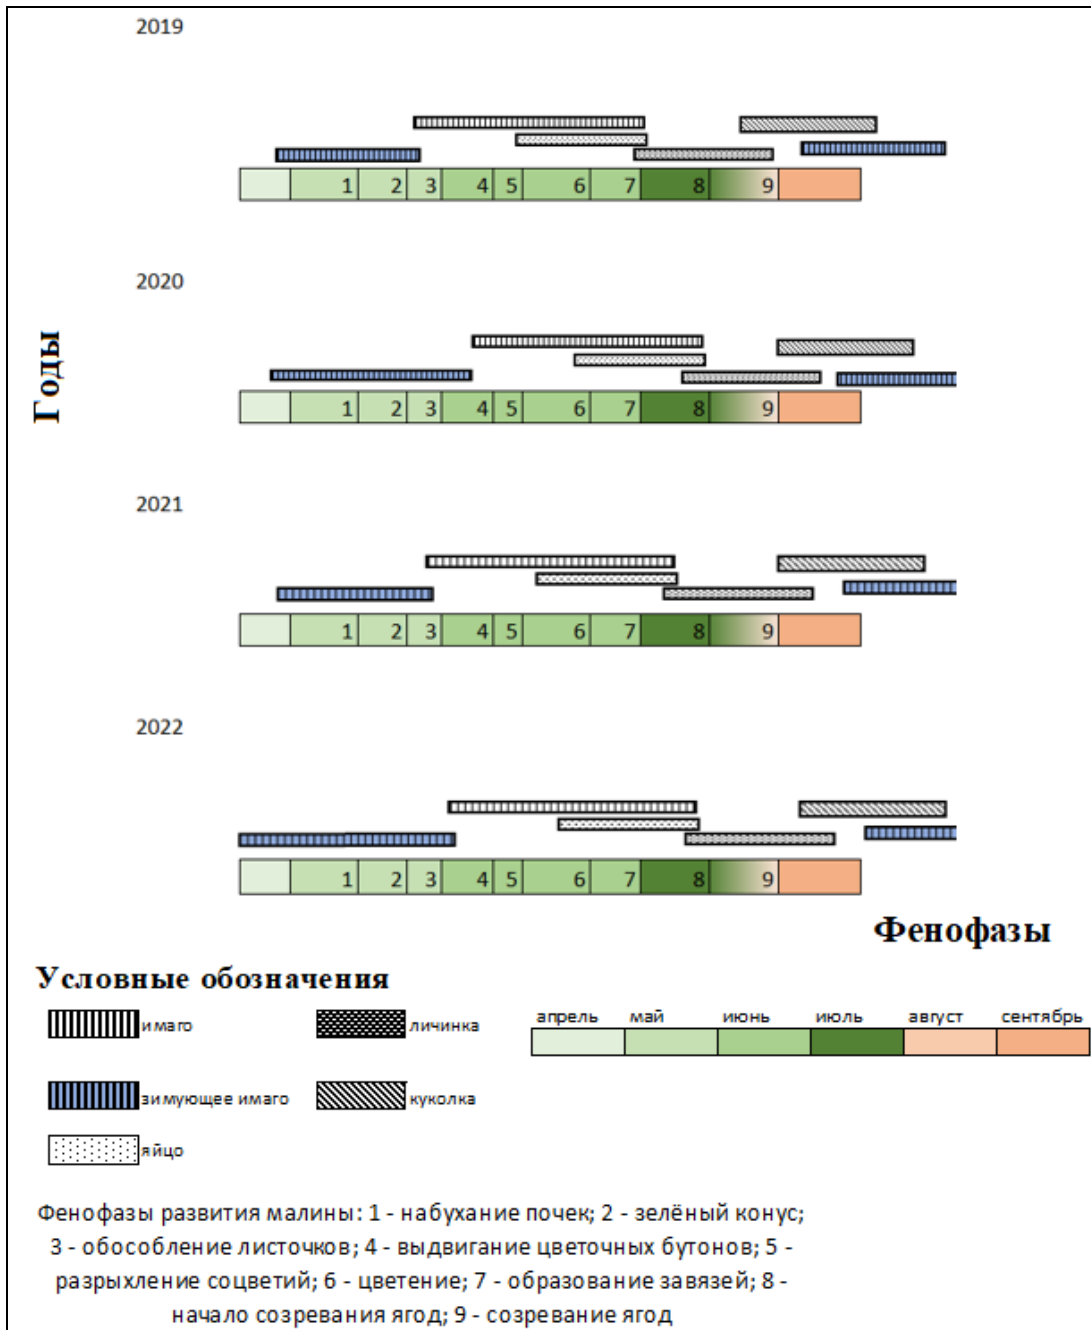 2019
1 2 3 4 5 6 7 8 9
2020
1 2 3 4 5 6 7 8 9
Годы
2021
1 2 3 4 5 6 7 8 9
2022
1 2 3 4 5 6 7 8 9
Фенофазы
Условные обозначения
имаго
личинка
апрель май июнь июль август сентябрь
зимующее имаго
куколка
яйцо
Фенофазы развития малины: 1 - набухание почек; 2 - зелёный конус;
3 - обособление листочков; 4 - выдвигание цветочных бутонов; 5 -
разрыхление соцветий; 6 - цветение; 7 - образование завязей; 8 -
начало созревания ягод; 9 - созревание ягод